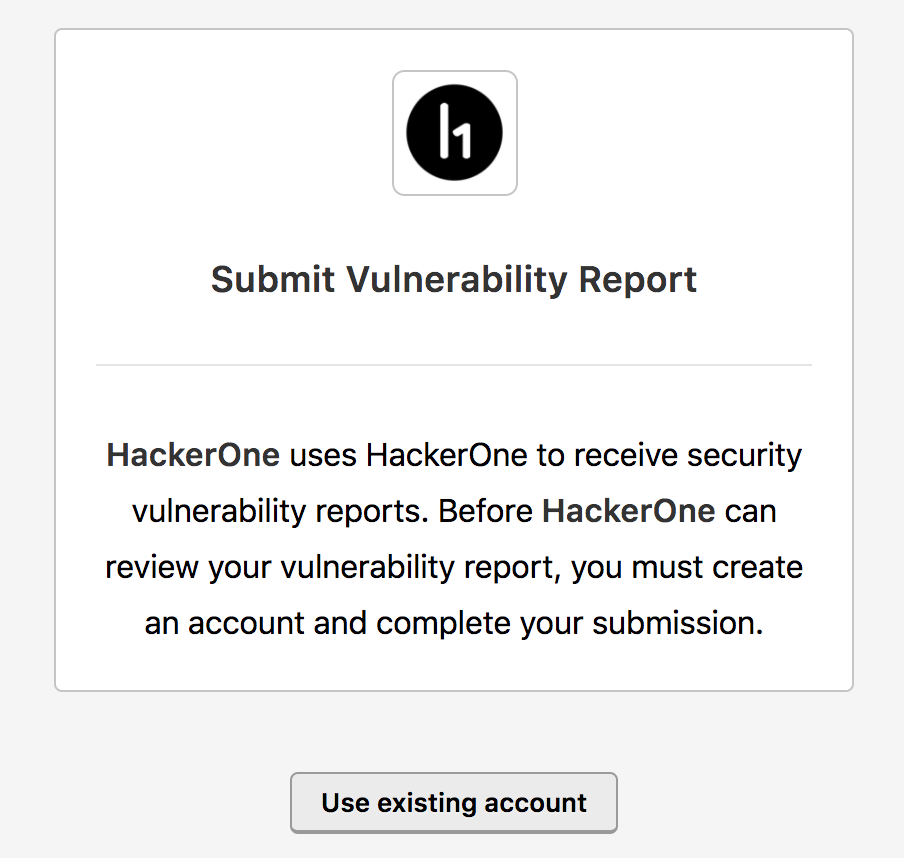 h1
Submit Vulnerability Report
HackerOne uses HackerOne to receive security
vulnerability reports. Before HackerOne can
review your vulnerability report, you must create
an account and complete your submission.
Use existing account